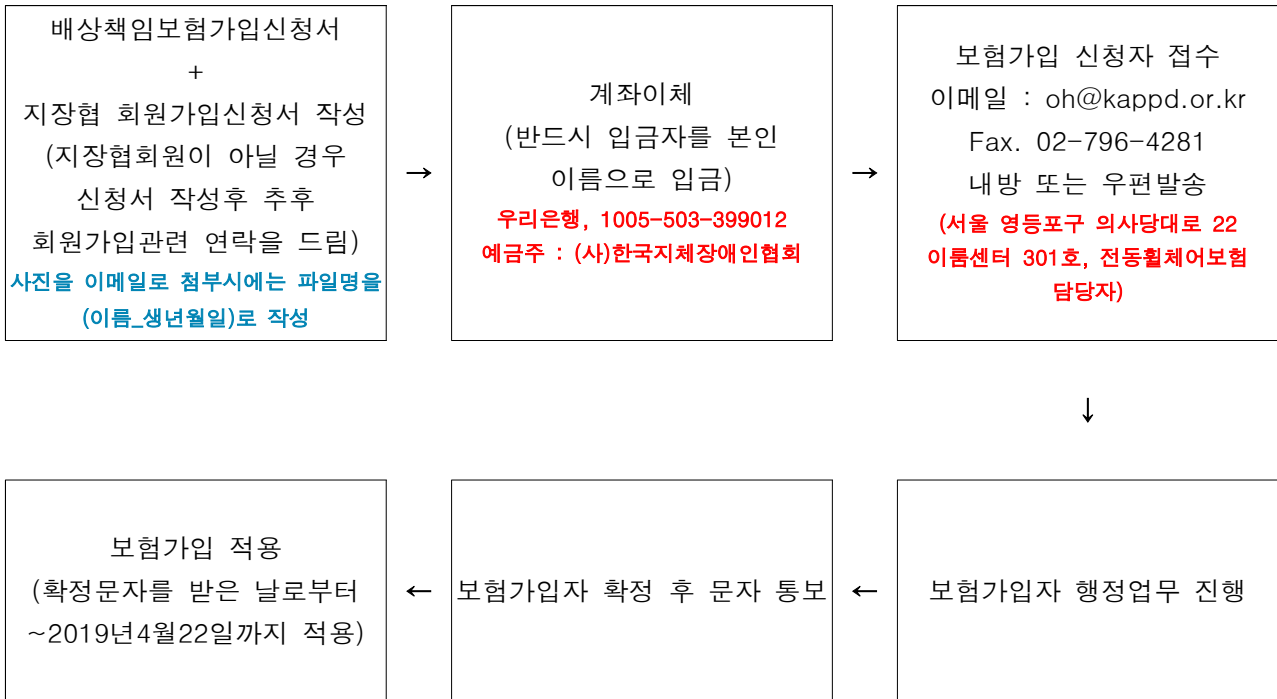 배상책임보험가입신청서
+
지장협 회원가입신청서 작성
(지장협회원이 아닐 경우
신청서 작성후 추후
회원가입관련 연락을 드림)
사진을 이메일로 첨부시에는 파일명을
(이름_생년월일)로 작성
→
계좌이체
(반드시 입금자를 본인
이름으로 입금)
우리은행, 1005-503-399012
예금주 : (사)한국지체장애인협회
→
보험가입 신청자 접수
이메일 : oh@kappd.or.kr
Fax. 02-796-4281
내방 또는 우편발송
(서울 영등포구 의사당대로 22
이룸센터 301호, 전동휠체어보험
담당자)
↓
보험가입자 행정업무 진행
←
보험가입자 확정 후 문자 통보
←
보험가입 적용
(확정문자를 받은 날로부터
~2019년4월22일까지 적용)